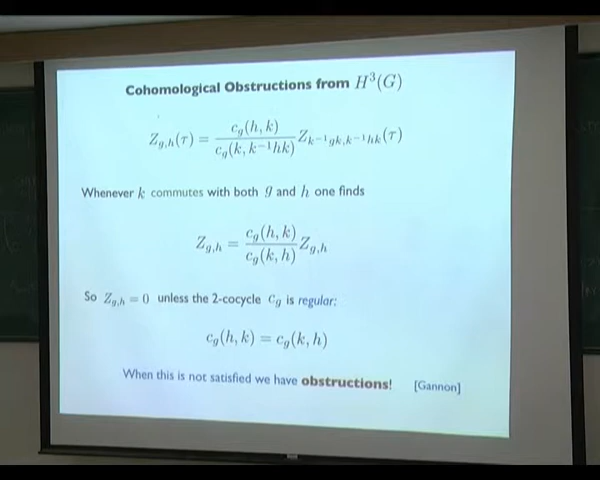 Cohomological Obstructions from H³(G)
Z_{g,h}(τ) = \frac{c_g(h, k)}{c_g(k, k^{-1}hk)} Z_{k^{-1}gk,k^{-1}hk}(τ)
Whenever k commutes with both g and h one finds
Z_{g,h} = \frac{c_g(h, k)}{c_g(k, h)} Z_{g,h}
So Z_{g,h} = 0 unless the 2-cocycle c_g is regular:
c_g(h, k) = c_g(k, h)
When this is not satisfied we have obstructions! [Gannon]